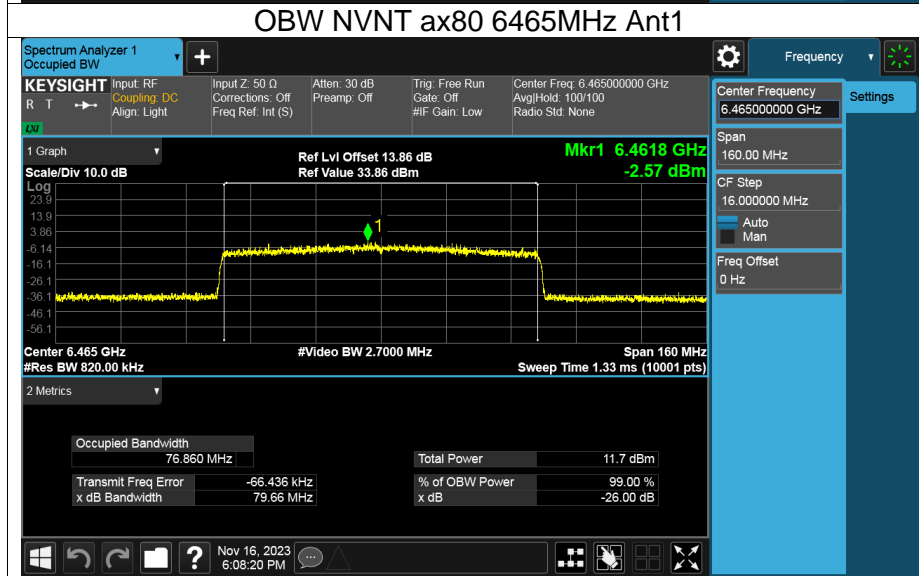 OBW NVNT ax80 6465MHz Ant1
Spectrum Analyzer 1
Occupied BW
+
Frequency
KEYSIGHT
R T
LXI
Input: RF
Coupling: DC
Align: Light
Input Z: 50 Ω
Corrections: Off
Freq Ref: Int (S)
Atten: 30 dB
Preamp: Off
Trig: Free Run
Gate: Off
#IF Gain: Low
Center Freq: 6.465000000 GHz
Avg|Hold: 100/100
Radio Std: None
Center Frequency
6.465000000 GHz
Settings
Span
160.00 MHz
CF Step
16.000000 MHz
Auto
Man
Freq Offset
0 Hz
1 Graph
Ref Lvl Offset 13.86 dB
Mkr1 6.4618 GHz
Scale/Div 10.0 dB
Ref Value 33.86 dBm
-2.57 dBm
Log
23.9
13.9
3.86
-6.14
-16.1
-26.1
-36.1
-46.1
-56.1
1
Center 6.465 GHz
#Video BW 2.7000 MHz
Span 160 MHz
#Res BW 820.00 kHz
Sweep Time 1.33 ms (10001 pts)
2 Metrics
Occupied Bandwidth
76.860 MHz
Total Power 11.7 dBm
Transmit Freq Error -66.436 kHz
% of OBW Power 99.00 %
x dB Bandwidth 79.66 MHz
x dB -26.00 dB
?
Nov 16, 2023
6:08:20 PM